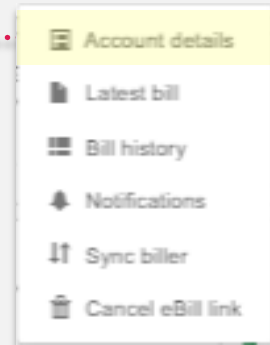 Account details
Latest bill
Bill history
Notifications
Sync biller
Cancel eBill link